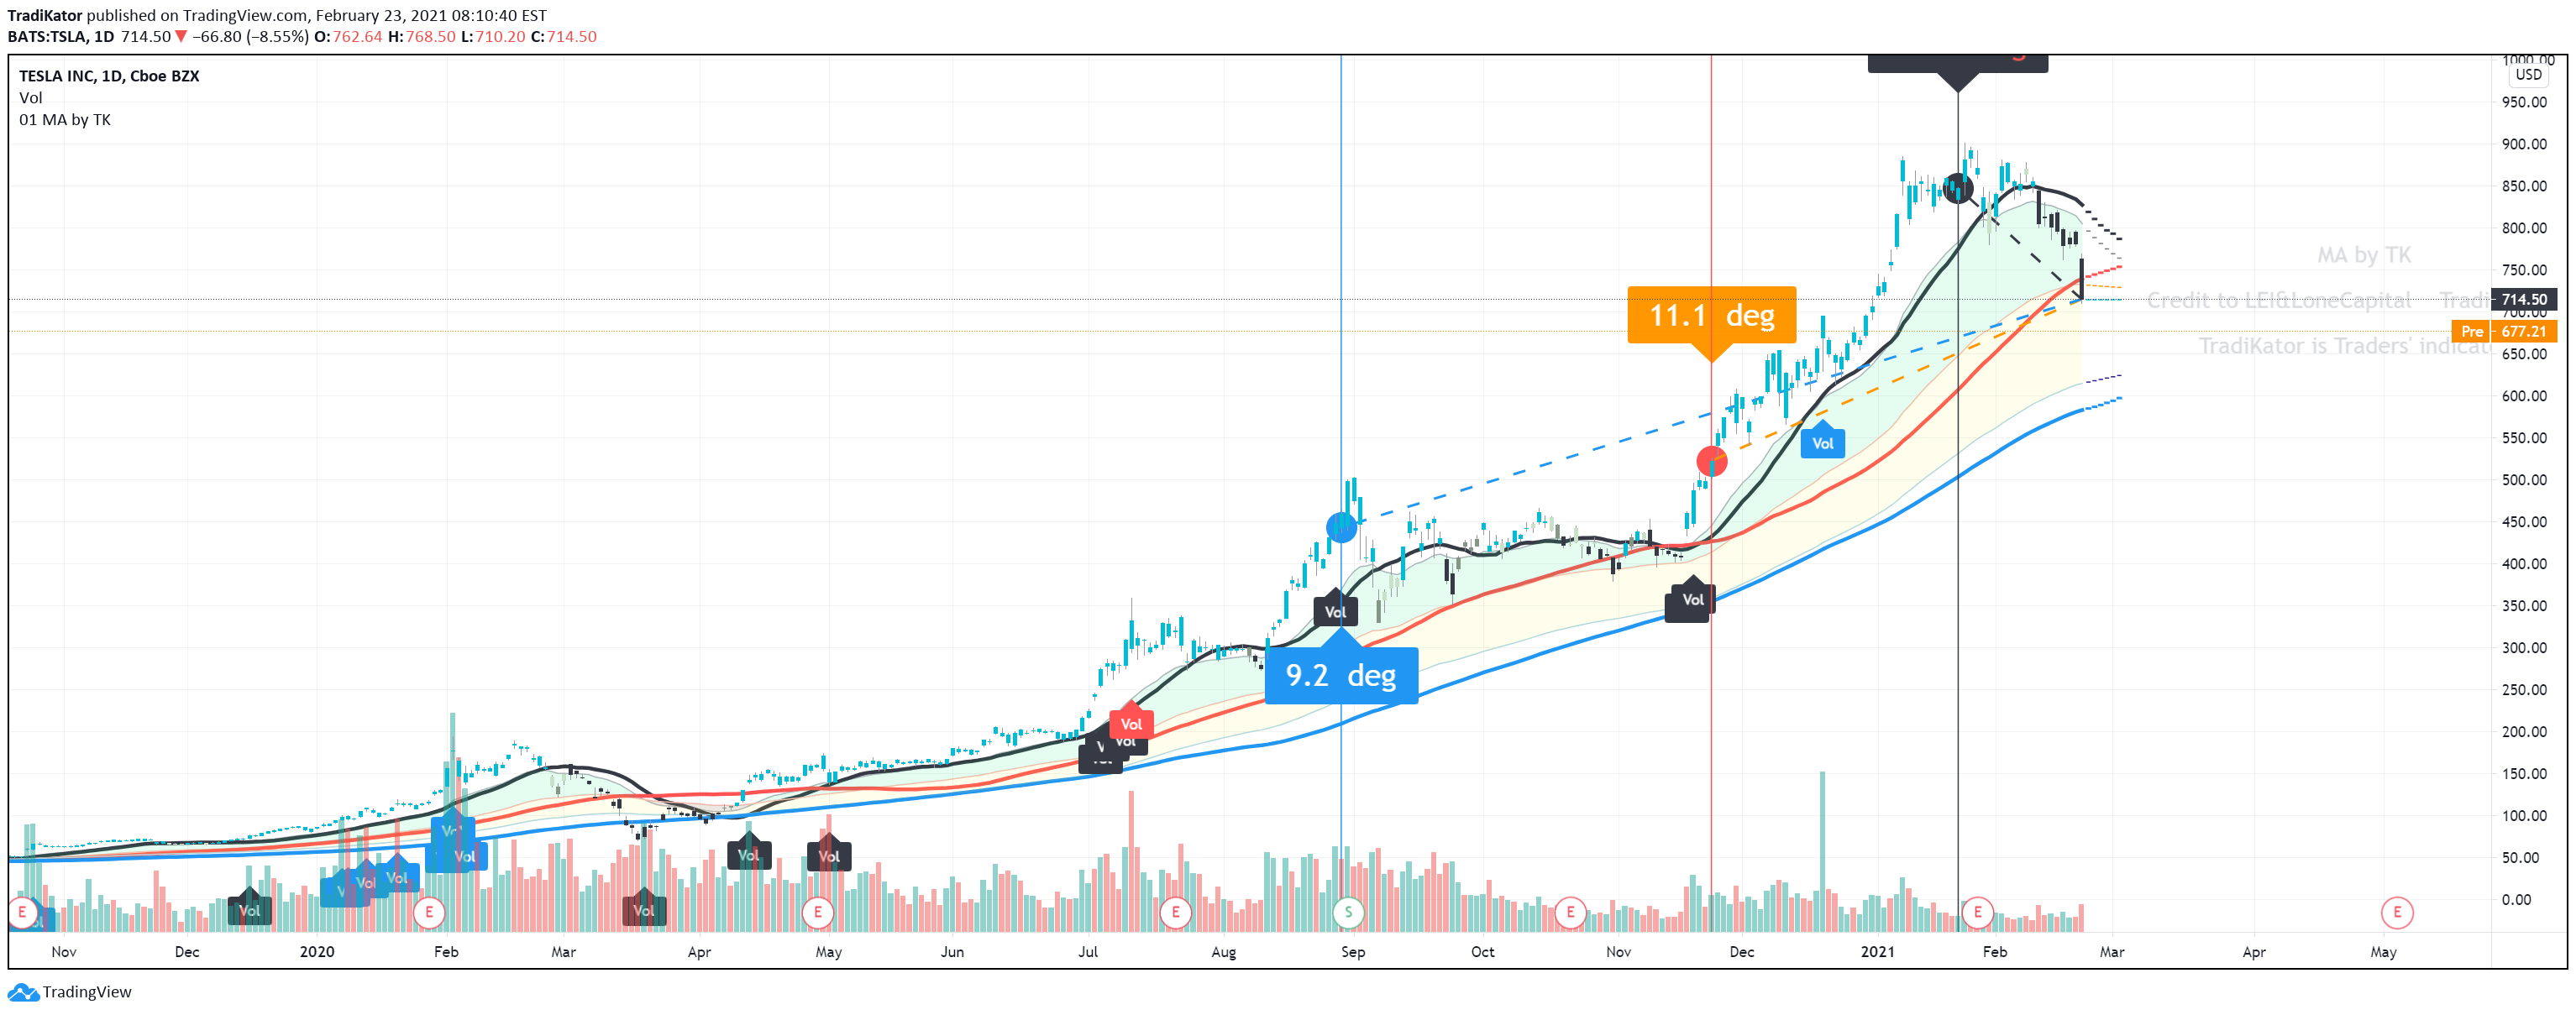 TradiKator published on TradingView.com, February 23, 2021 08:10:40 EST
BATS:TSLA, 1D 714.50 ▼ −66.80 (−8.55%) O:762.64 H:768.50 L:710.20 C:714.50
TESLA INC, 1D, Cboe BZX
Vol
01 MA by TK
1000.00
USD
950.00
900.00
850.00
800.00
MA by TK
750.00
Credit to LEI&LoneCapital Tradi
714.50
700.00
11.1 deg
Pre 677.21
TradiKator is Traders' indicat
650.00
600.00
550.00
Vol
500.00
450.00
400.00
Vol
350.00
Vol
300.00
9.2 deg
250.00
Vol
200.00
Vol
150.00
100.00
Vol
Vol
Vol
50.00
Vol
Vol
Vol
0.00
Vol
Vol
E
E
E
E
S
E
E
E
Nov Dec 2020 Feb Mar Apr May Jun Jul Aug Sep Oct Nov Dec 2021 Feb Mar Apr May
TradingView